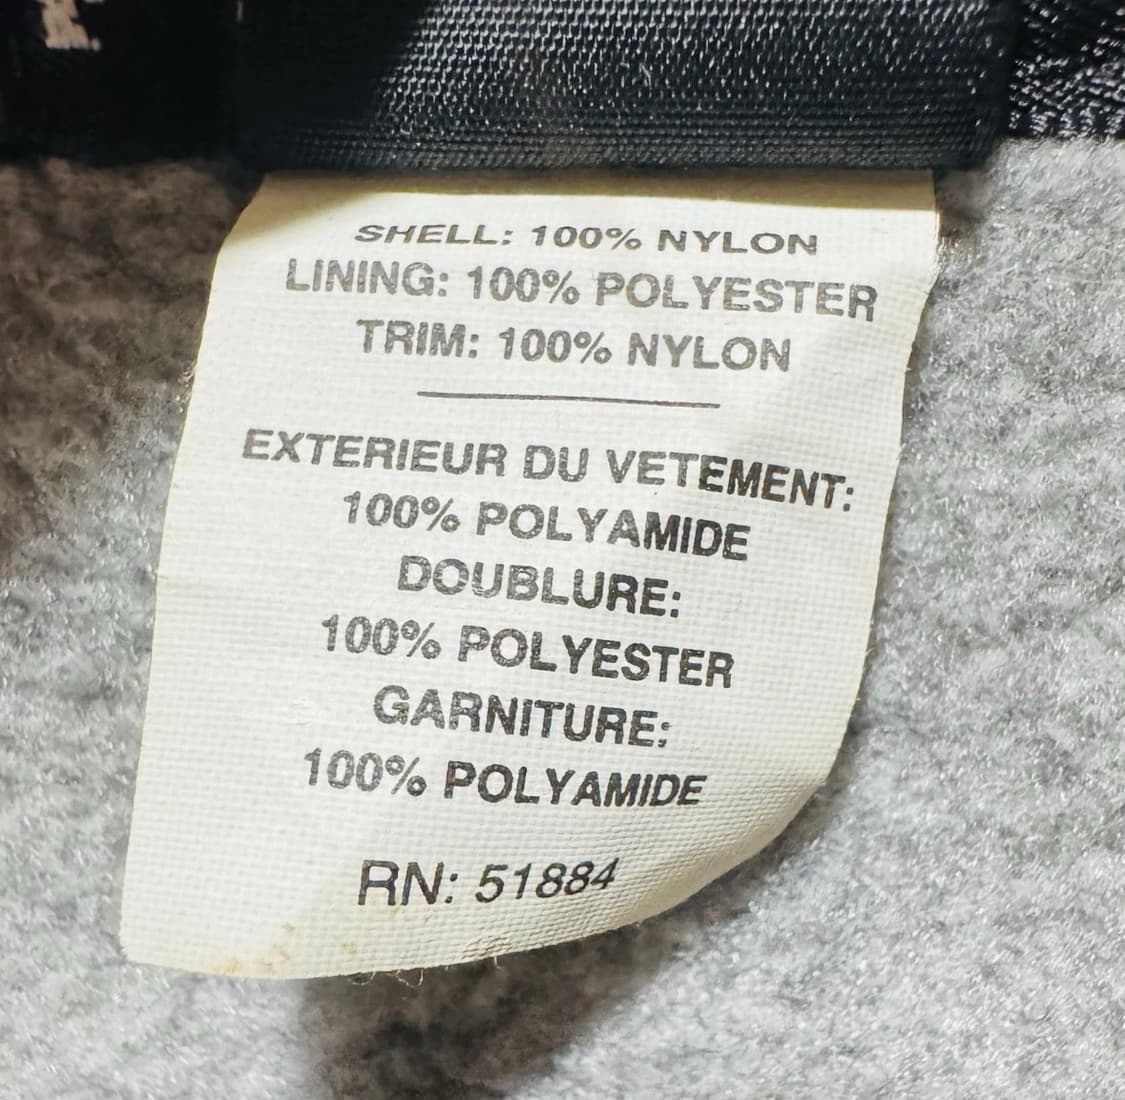 SHELL: 100% NYLON
LINING: 100% POLYESTER
TRIM: 100% NYLON
EXTERIEUR DU VETEMENT:
100% POLYAMIDE
DOUBLURE:
100% POLYESTER
GARNITURE:
100% POLYAMIDE
RN: 51884